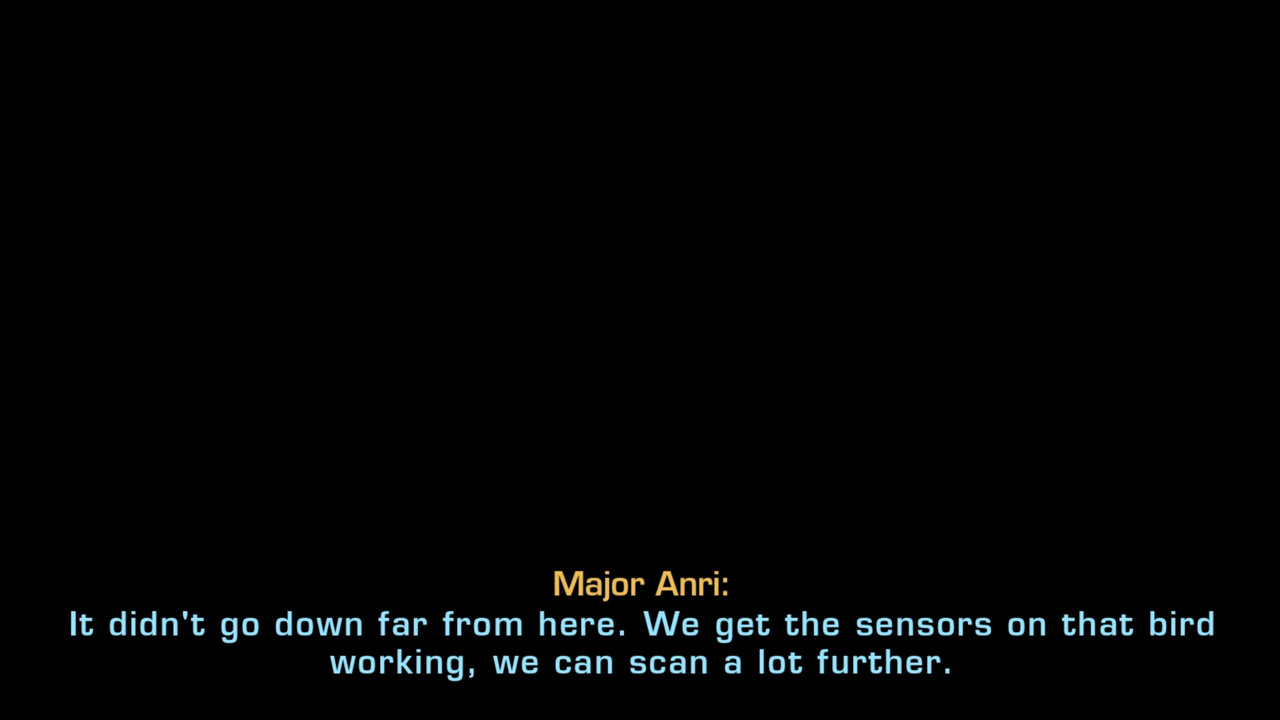 Major Anri:
It didn't go down far from here. We get the sensors on that bird
working, we can scan a lot further.